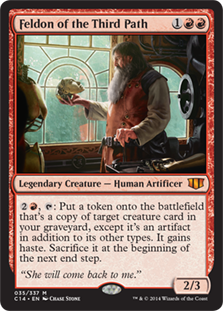 Feldon of the Third Path 1
Legendary Creature — Human Artificer
2, : Put a token onto the battlefield
that's a copy of target creature card in
your graveyard, except it's an artifact
in addition to its other types. It gains
haste. Sacrifice it at the beginning of
the next end step.
"She will come back to me."
2/3
035/337 M
C14 • EN CHASE STONE
™ & © 2014 Wizards of the Coast